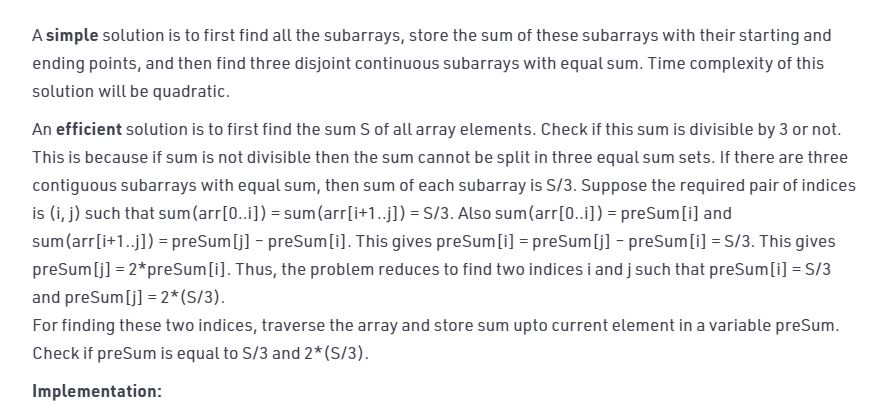 A simple solution is to first find all the subarrays, store the sum of these subarrays with their starting and
ending points, and then find three disjoint continuous subarrays with equal sum. Time complexity of this
solution will be quadratic.
An efficient solution is to first find the sum S of all array elements. Check if this sum is divisible by 3 or not.
This is because if sum is not divisible then the sum cannot be split in three equal sum sets. If there are three
contiguous subarrays with equal sum, then sum of each subarray is S/3. Suppose the required pair of indices
is (i, j) such that sum(arr[0..i]) = sum(arr[i+1..j]) = S/3. Also sum(arr[0..i]) = preSum[i] and
sum(arr[i+1..j]) = preSum[j] − preSum[i]. This gives preSum[i] = preSum[j] − preSum[i] = S/3. This gives
preSum[j] = 2*preSum[i]. Thus, the problem reduces to find two indices i and j such that preSum[i] = S/3
and preSum[j] = 2*(S/3).
For finding these two indices, traverse the array and store sum upto current element in a variable preSum.
Check if preSum is equal to S/3 and 2*(S/3).
Implementation: